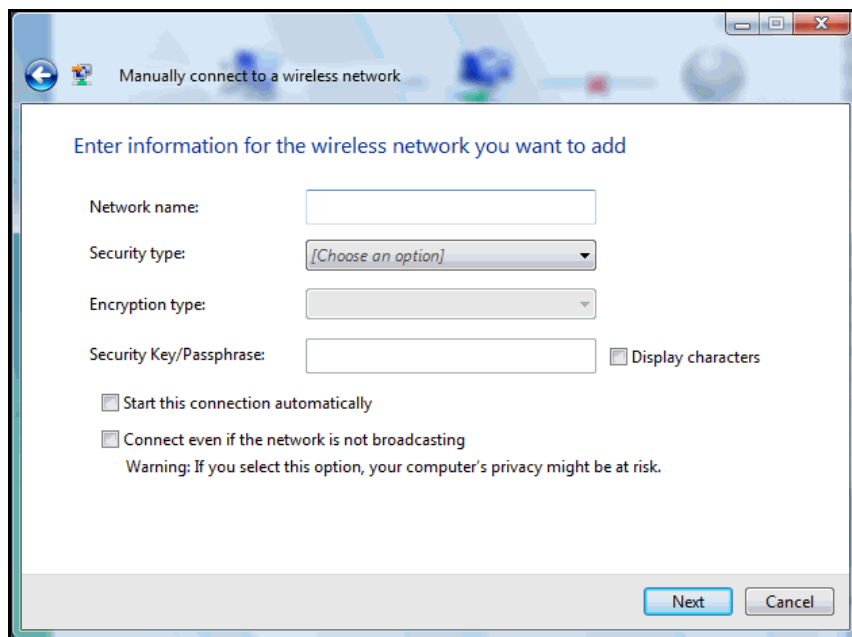 Manually connect to a wireless network
Enter information for the wireless network you want to add
Network name:
Security type: [Choose an option]
Encryption type:
Security Key/Passphrase: Display characters
Start this connection automatically
Connect even if the network is not broadcasting
Warning: If you select this option, your computer's privacy might be at risk.
Next Cancel